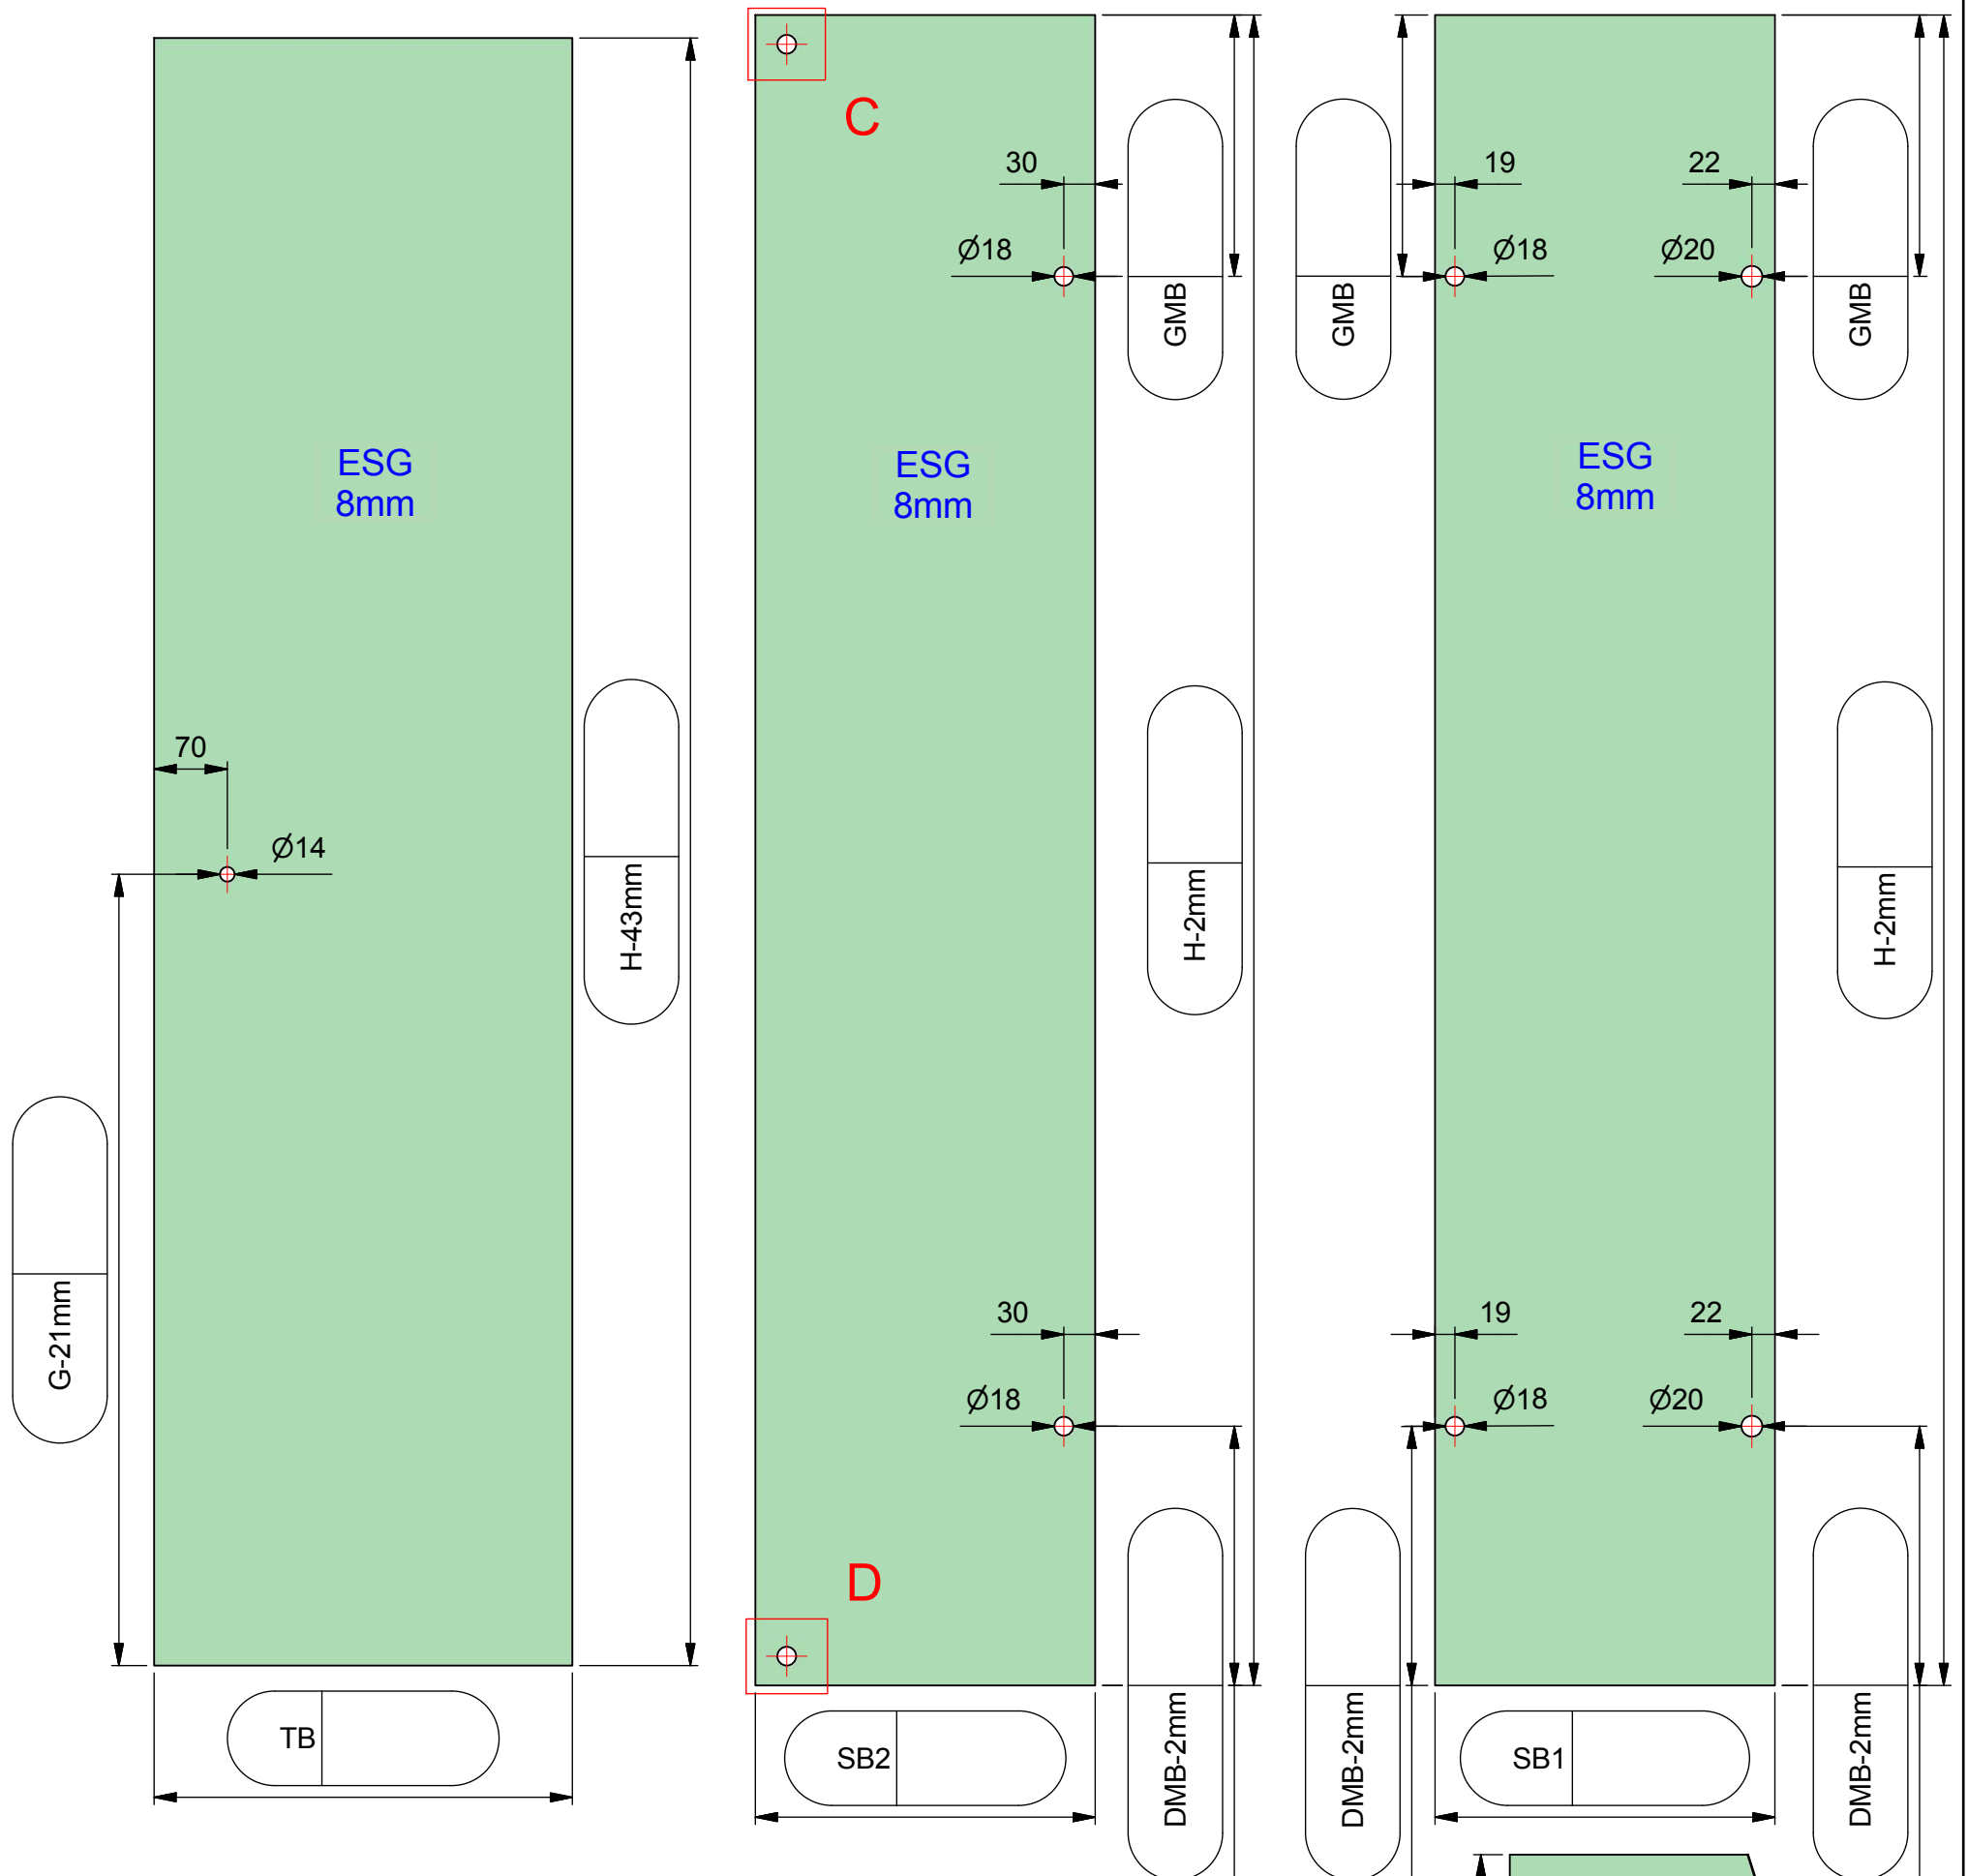 C
30
19
22
Ø18
Ø18
Ø20
GMB
GMB
GMB
ESG
8mm
ESG
8mm
ESG
8mm
70
Ø14
H-43mm
H-2mm
H-2mm
G-21mm
30
19
22
Ø18
Ø18
Ø20
D
TB
SB2
SB1
DMB-2mm
DMB-2mm
DMB-2mm